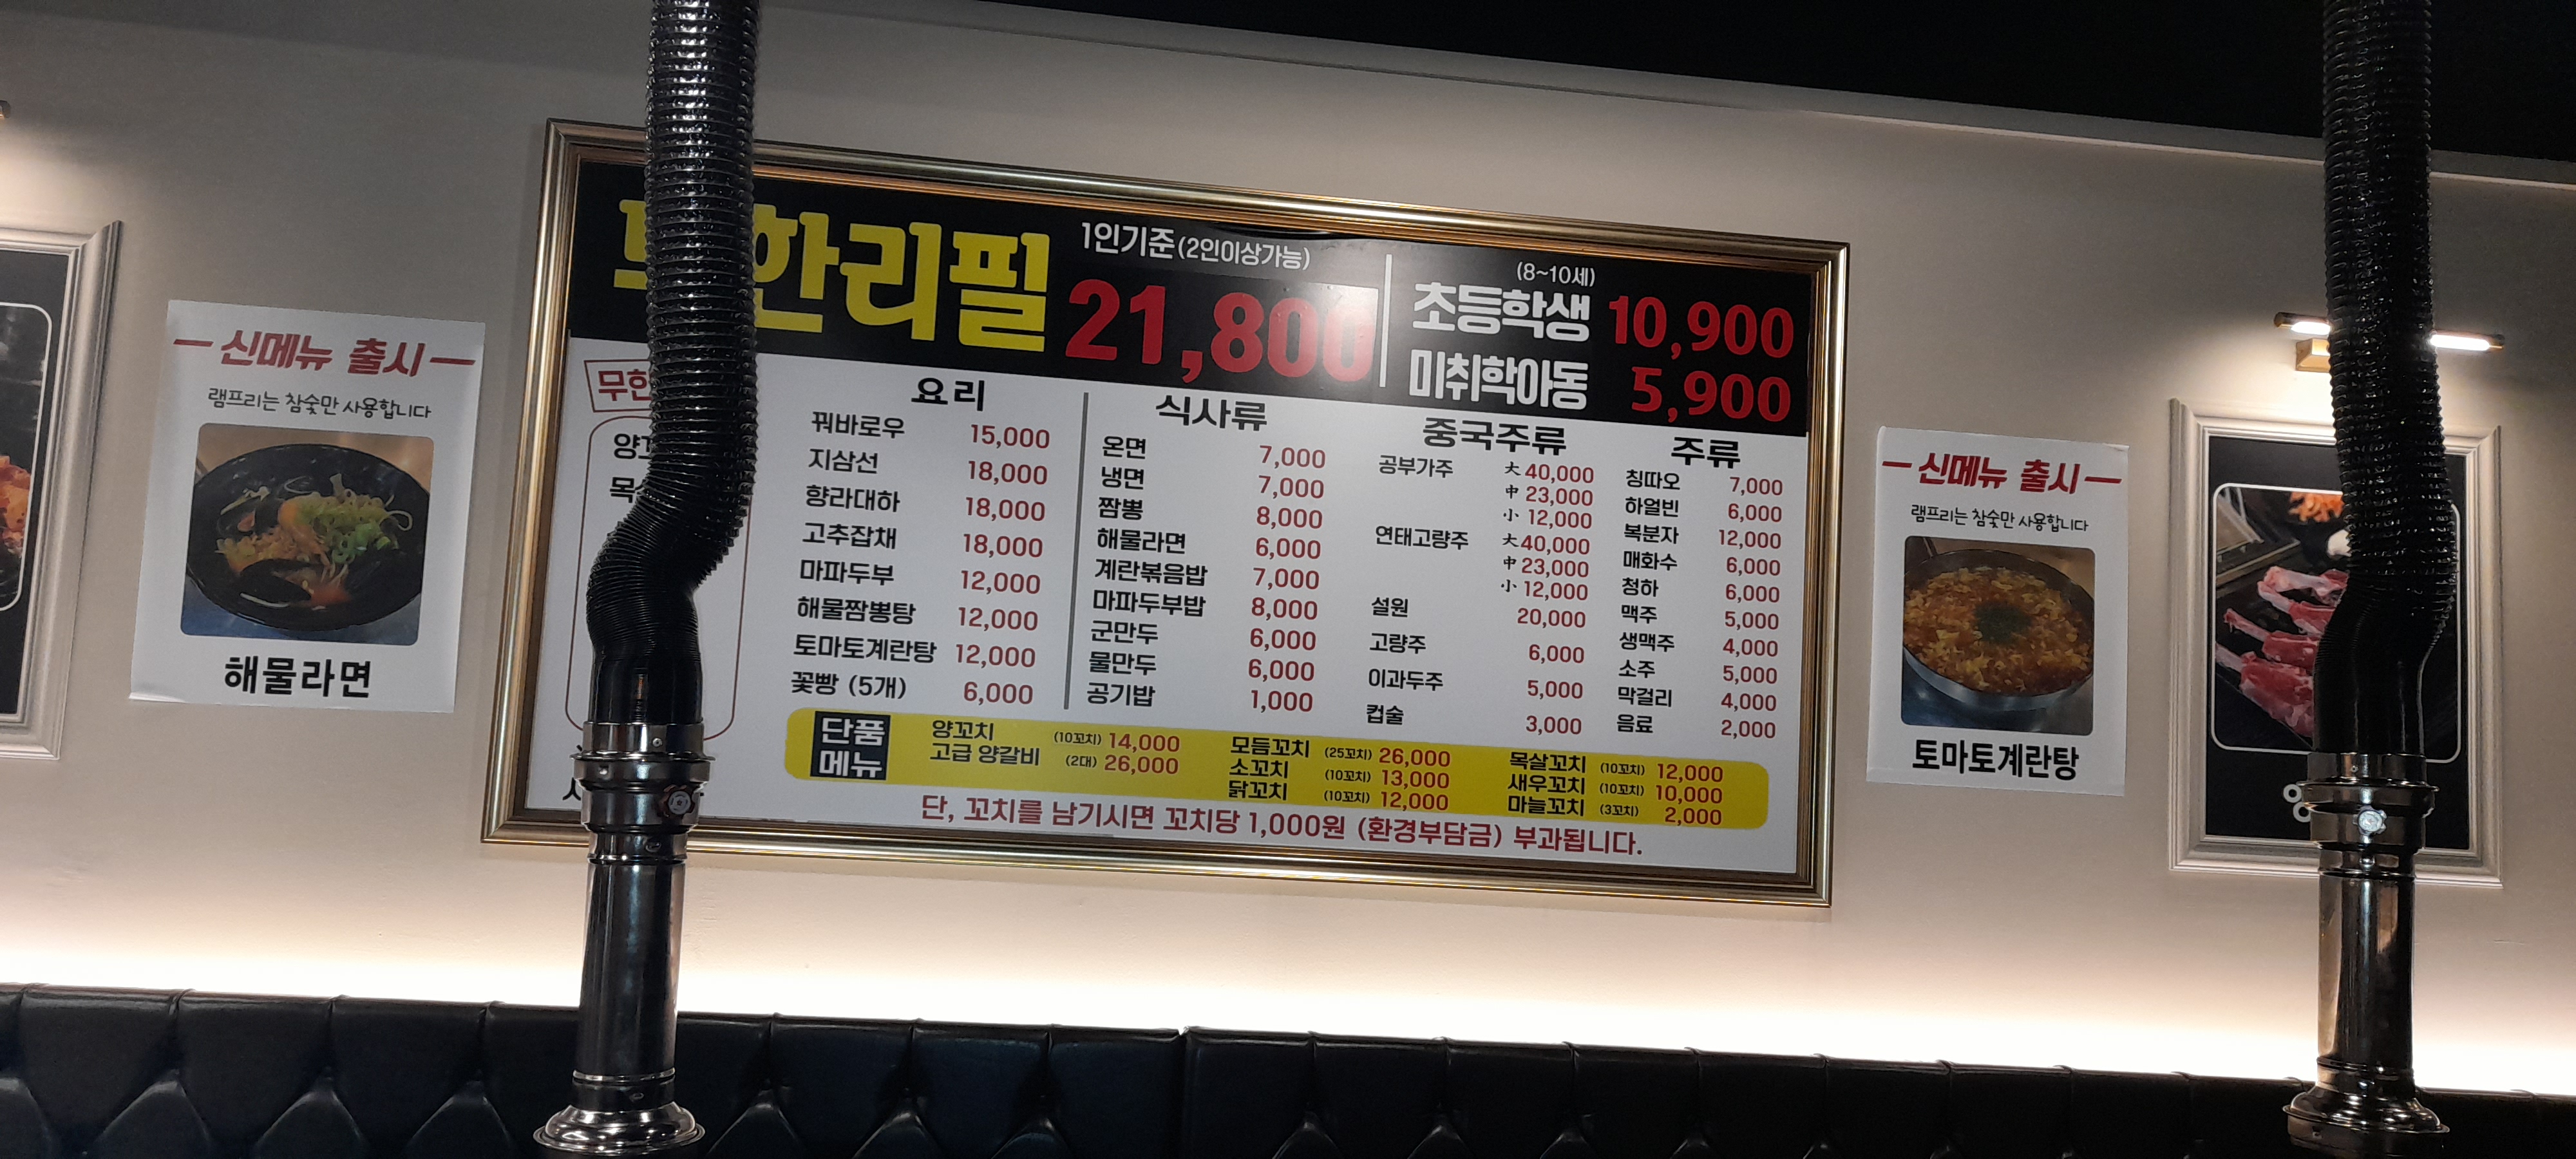 신메뉴 출시
램프리는 참숯만 사용합니다
해물라면
한리필
1인기준 (2인이상가능)
21,800
(8~10세)
초등학생 10,900
미취학아동 5,900
요리
꿔바로우 15,000
지삼선 18,000
향라대하 18,000
고추잡채 18,000
마파두부 12,000
해물짬뽕탕 12,000
토마토계란탕 12,000
꽃빵 (5개) 6,000
식사류
온면 7,000
냉면 7,000
짬뽕 8,000
해물라면 6,000
계란볶음밥 7,000
마파두부밥 8,000
군만두 6,000
물만두 6,000
공기밥 1,000
중국주류
공부가주 大 40,000
中 23,000
小 12,000
연태고량주 大 40,000
中 23,000
小 12,000
설원 20,000
고량주 6,000
이과두주 5,000
컵술 3,000
주류
칭따오 7,000
하얼빈 6,000
복분자 12,000
매화수 6,000
청하 6,000
맥주 5,000
생맥주 4,000
소주 5,000
막걸리 4,000
음료 2,000
단품
메뉴
양꼬치 (10꼬치) 14,000
고급 양갈비 (2대) 26,000
모듬꼬치 (25꼬치) 26,000
소꼬치 (10꼬치) 13,000
닭꼬치 (10꼬치) 12,000
목살꼬치 (10꼬치) 12,000
새우꼬치 (10꼬치) 10,000
마늘꼬치 (3꼬치) 2,000
단, 꼬치를 남기시면 꼬치당 1,000원 (환경부담금) 부과됩니다.
신메뉴 출시
램프리는 참숯만 사용합니다
토마토계란탕